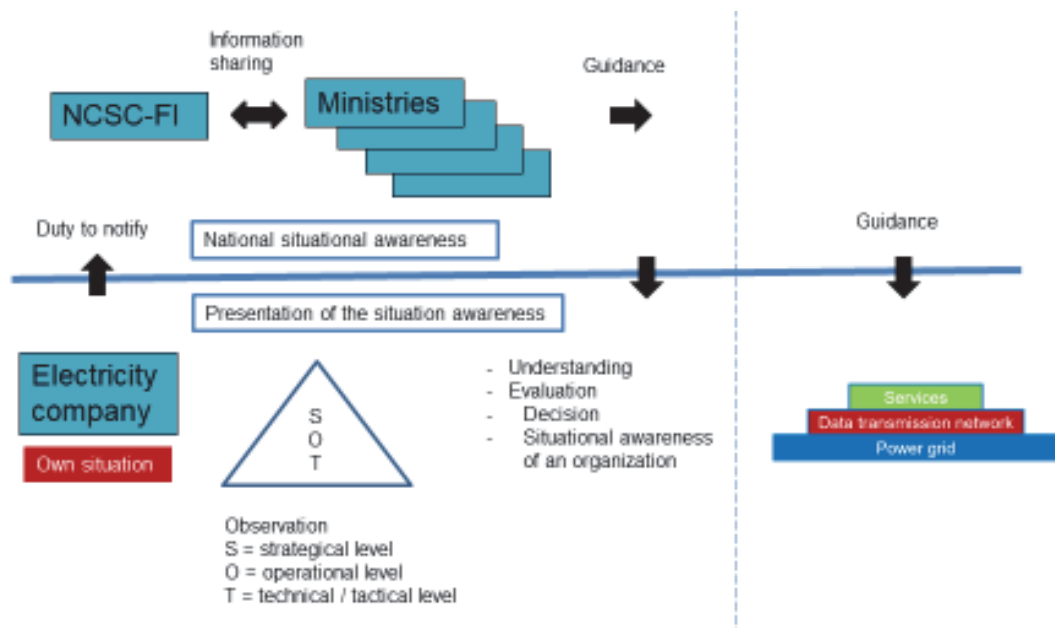 Information
sharing
Guidance
NCSC-FI
Ministries
Duty to notify
National situational awareness
Guidance
Presentation of the situation awareness
Electricity
company
Own situation
S
O
T
- Understanding
- Evaluation
- Decision
- Situational awareness
of an organization
Services
Data transmission network
Power grid
Observation
S = strategical level
O = operational level
T = technical / tactical level